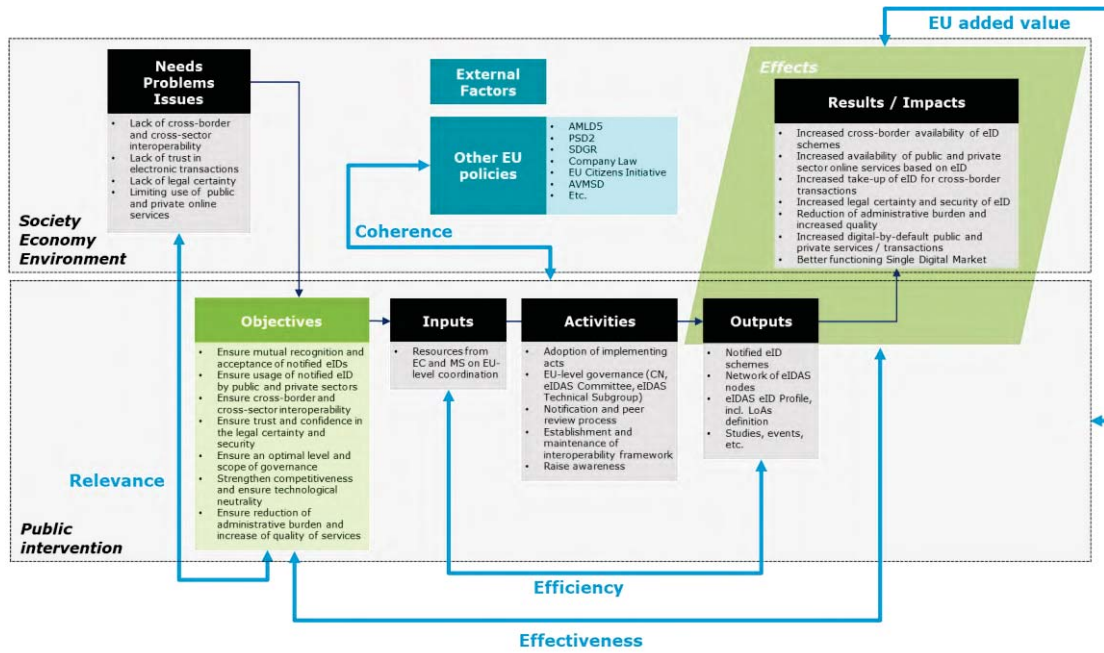 EU added value
Needs
Problems
Issues
• Lack of cross-border
and cross-sector
interoperability
• Lack of trust in
electronic transactions
• Lack of legal certainty
• Limiting use of public
and private online
services
Society
Economy
Environment
External
Factors
Other EU
policies
• AMLD5
• PSD2
• SDGR
• Company Law
• EU Citizens Initiative
• AVMSD
• Etc.
Coherence
Effects
Results / Impacts
• Increased cross-border availability of eID
schemes
• Increased availability of public and private
sector online services based on eID
• Increased take-up of eID for cross-border
transactions
• Increased legal certainty and security of eID
• Reduction of administrative burden and
increased quality
• Increased digital-by-default public and
private services / transactions
• Better functioning Single Digital Market
Objectives
• Ensure mutual recognition and
acceptance of notified eIDs
• Ensure usage of notified eID
by public and private sectors
• Ensure cross-border and
cross-sector interoperability
• Ensure trust and confidence in
the legal certainty and
security
• Ensure an optimal level and
scope of governance
• Strengthen competitiveness
and ensure technological
neutrality
• Ensure reduction of
administrative burden and
increase of quality of services
Inputs
• Resources from
EC and MS on EU-
level coordination
Activities
• Adoption of implementing
acts
• EU-level governance (CN,
eIDAS Committee, eIDAS
Technical Subgroup)
• Notification and peer
review process
• Establishment and
maintenance of
interoperability framework
• Raise awareness
Outputs
• Notified eID
schemes
• Network of eIDAS
nodes
• eIDAS eID Profile,
incl. LoAs
definition
• Studies, events,
etc.
Relevance
Public
intervention
Efficiency
Effectiveness